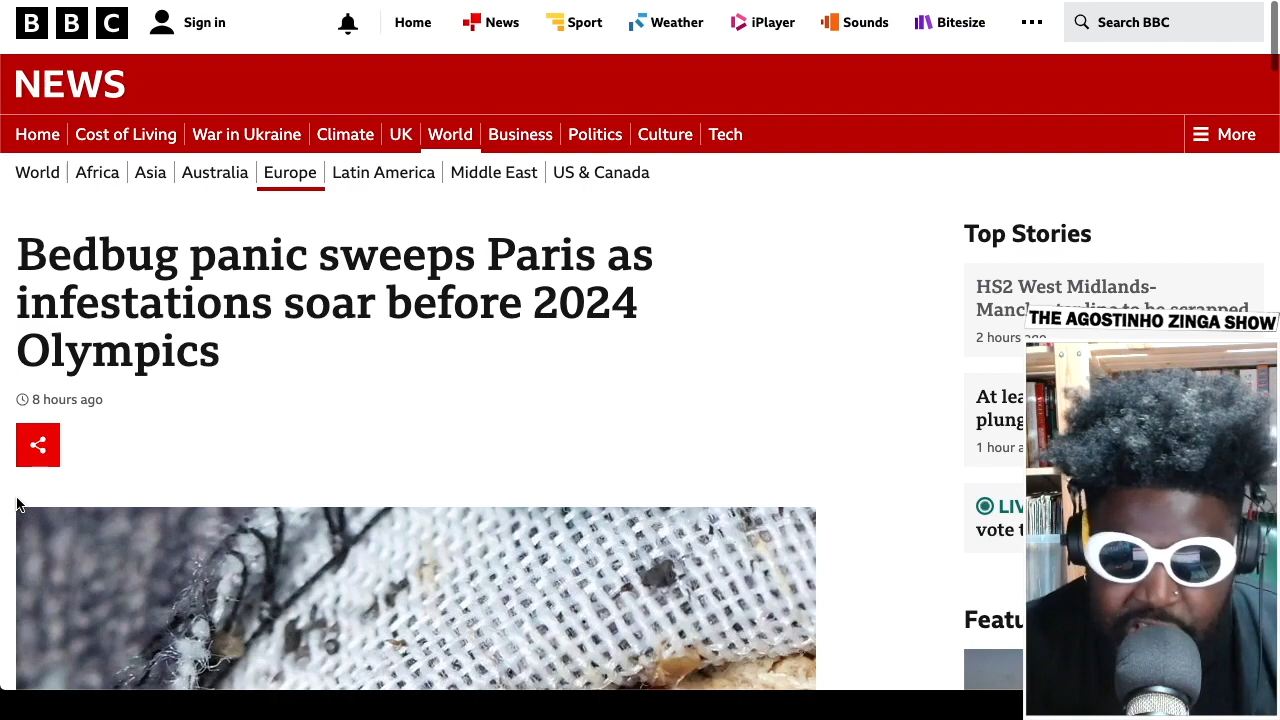 BBC
Sign in
Home
News
Sport
Weather
iPlayer
Sounds
Bitesize
Search BBC
NEWS
Home
Cost of Living
War in Ukraine
Climate
UK
World
Business
Politics
Culture
Tech
More
World
Africa
Asia
Australia
Europe
Latin America
Middle East
US & Canada
Bedbug panic sweeps Paris as
infestations soar before 2024
Olympics
8 hours ago
Top Stories
HS2 West Midlands-
to be scrapped
2 hours ago
THE AGOSTINHO ZINGA SHOW
At
1 hour
vote